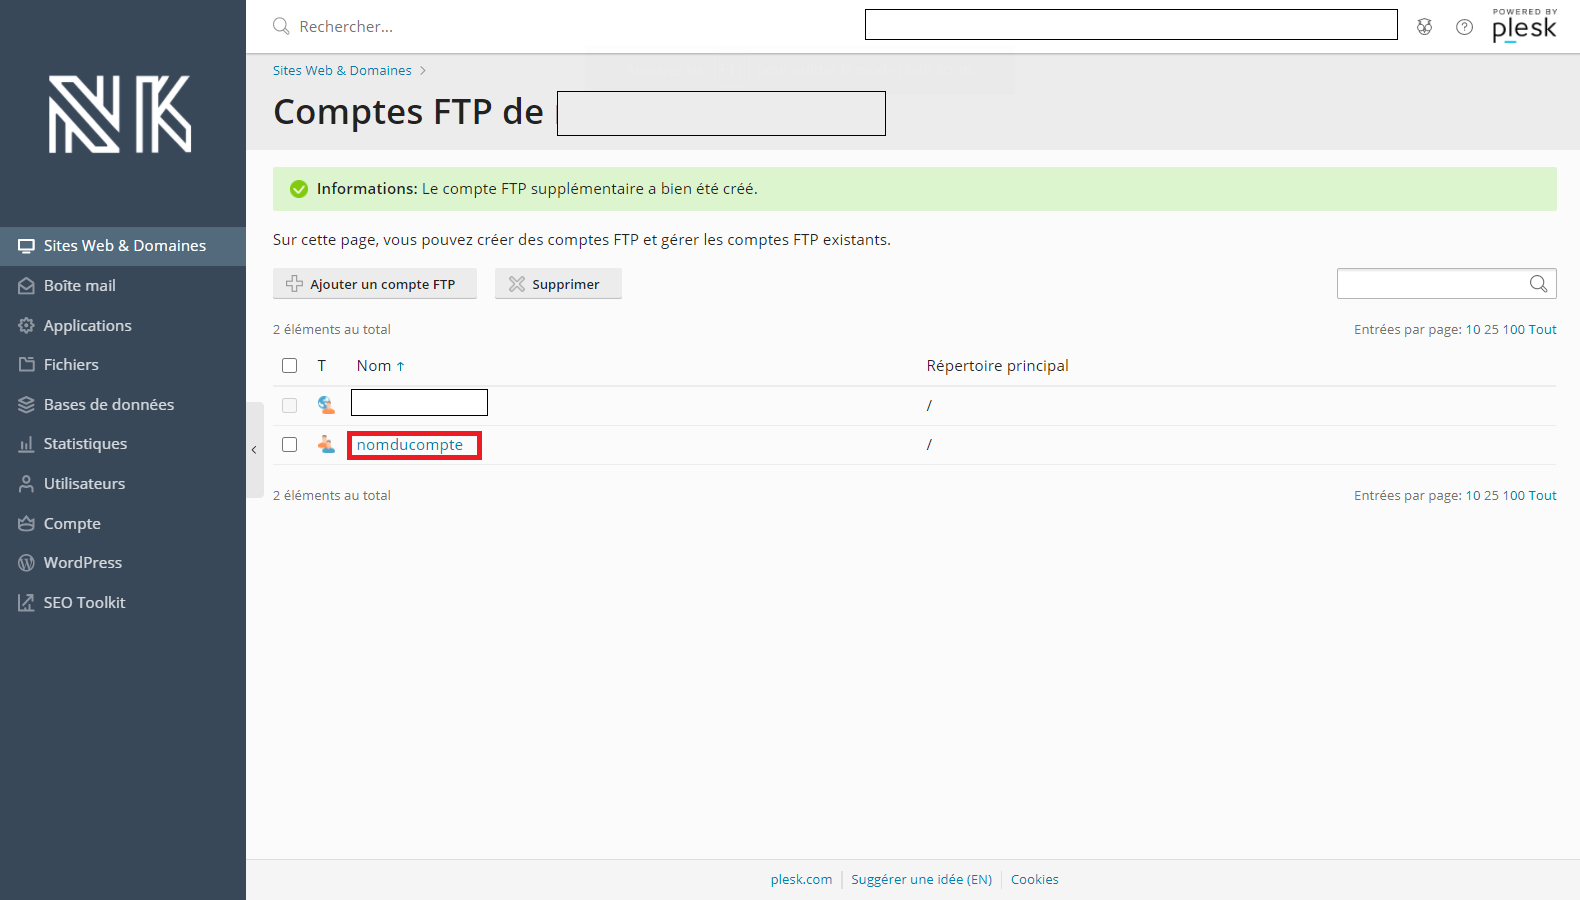 NK
Sites Web & Domaines
Boîte mail
Applications
Fichiers
Bases de données
Statistiques
Utilisateurs
Compte
WordPress
SEO Toolkit
Rechercher...
POWERED BY
plesk
Sites Web & Domaines >
Comptes FTP de
Informations: Le compte FTP supplémentaire a bien été créé.
Sur cette page, vous pouvez créer des comptes FTP et gérer les comptes FTP existants.
Ajouter un compte FTP Supprimer
2 éléments au total Entrées par page: 10 25 100 Tout
T Nom ↑ Répertoire principal
/
nomducompte /
2 éléments au total Entrées par page: 10 25 100 Tout
plesk.com Suggérer une idée (EN) Cookies